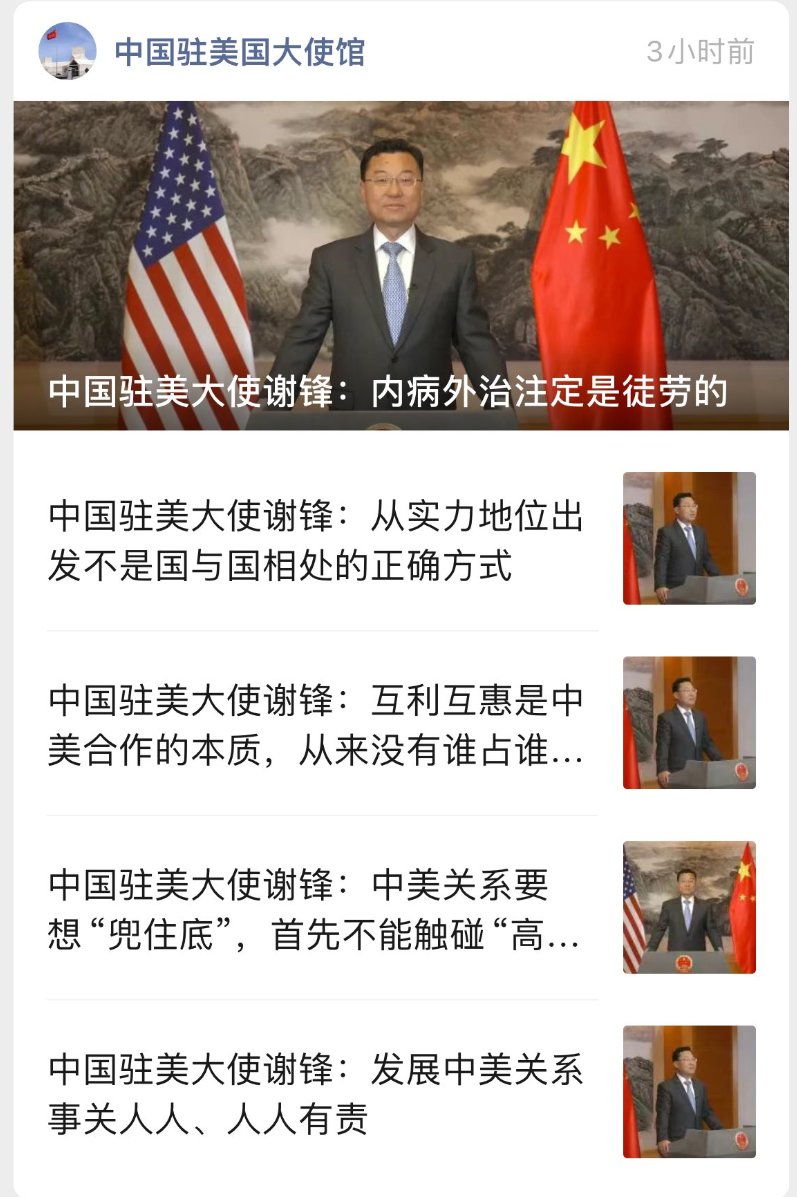 中国驻美国大使馆
3小时前
中国驻美大使谢锋：内病外治注定是徒劳的
中国驻美大使谢锋：从实力地位出
发不是国与国相处的正确方式
中国驻美大使谢锋：互利互惠是中
美合作的本质，从来没有谁占谁...
中国驻美大使谢锋：中美关系要
想“兜住底”，首先不能触碰“高...
中国驻美大使谢锋：发展中美关系
事关人人、人人有责